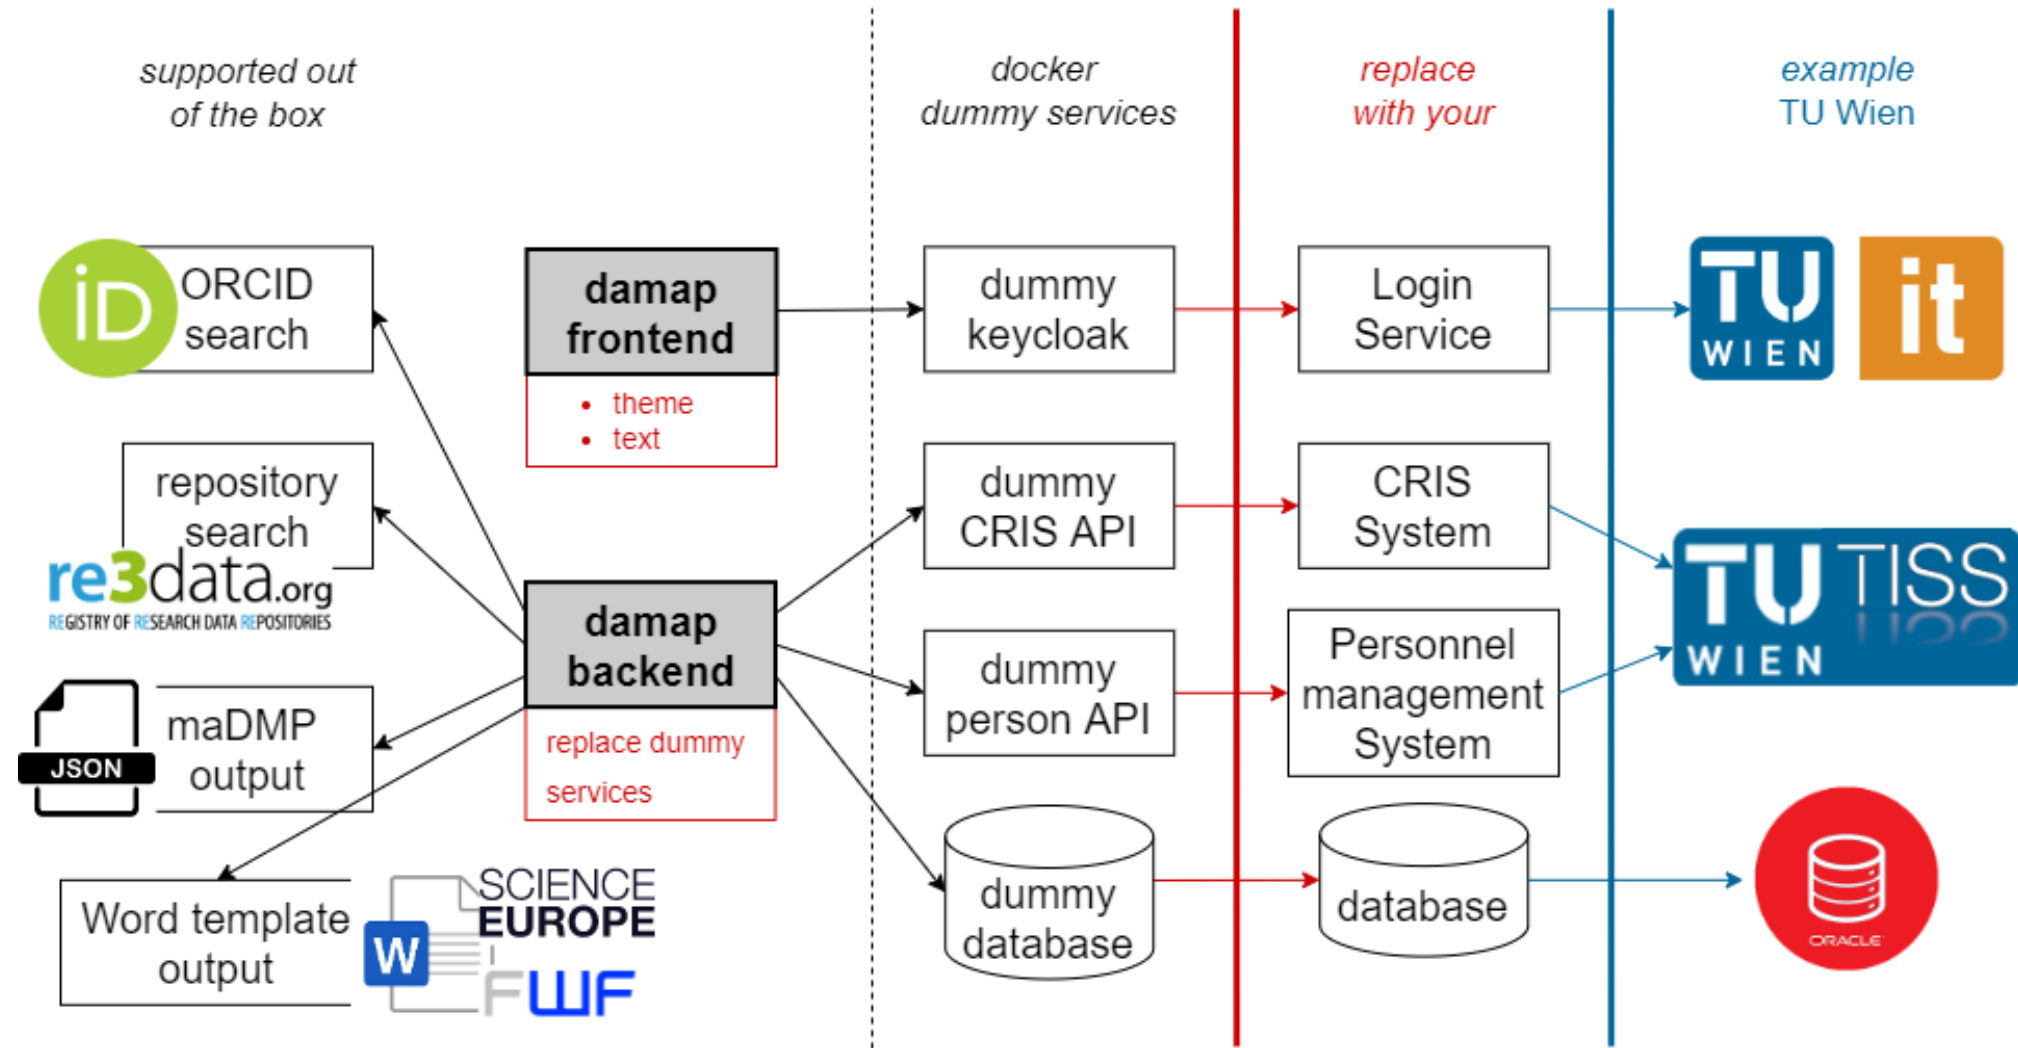 supported out
of the box
docker
dummy services
replace
with your
example
TU Wien
iD
ORCID
search
damap
frontend
• theme
• text
dummy
keycloak
Login
Service
TU
WIEN
it
repository
search
re3data.org
REGISTRY OF RESEARCH DATA REPOSITORIES
dummy
CRIS API
CRIS
System
TU
WIEN
TISS
damap
backend
replace dummy
services
dummy
person API
Personnel
management
System
JSON
maDMP
output
Word template
output
W
SCIENCE
EUROPE
FWF
dummy
database
database
ORACLE